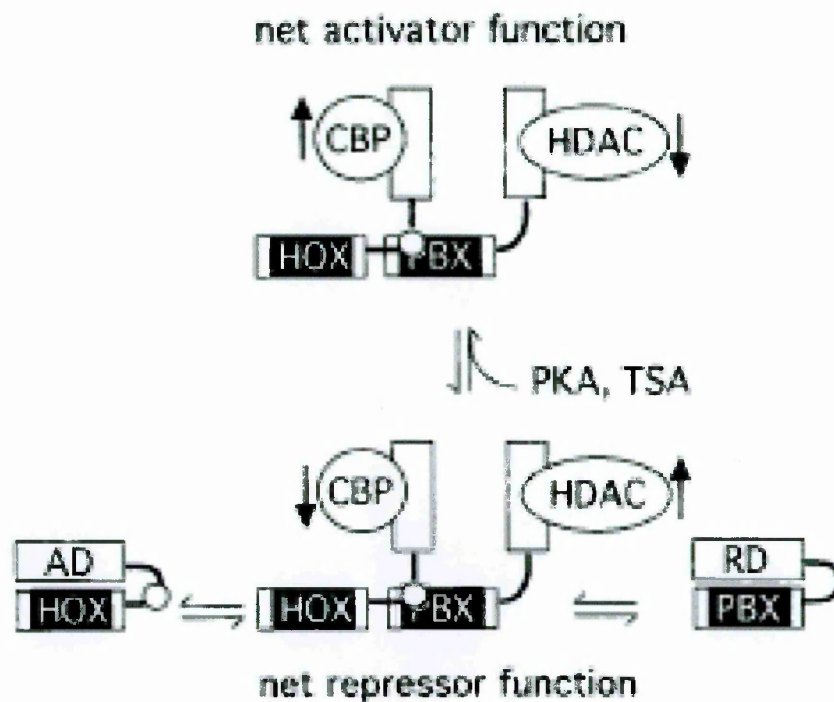 net activator function
CBP
HDAC
HOX
PBX
PKA, TSA
CBP
HDAC
AD
RD
HOX
HOX
PBX
PBX
net repressor function